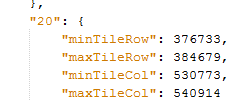 },
"20": {
"minTileRow": 376733,
"maxTileRow": 384679,
"minTileCol": 530773,
"maxTileCol": 540914